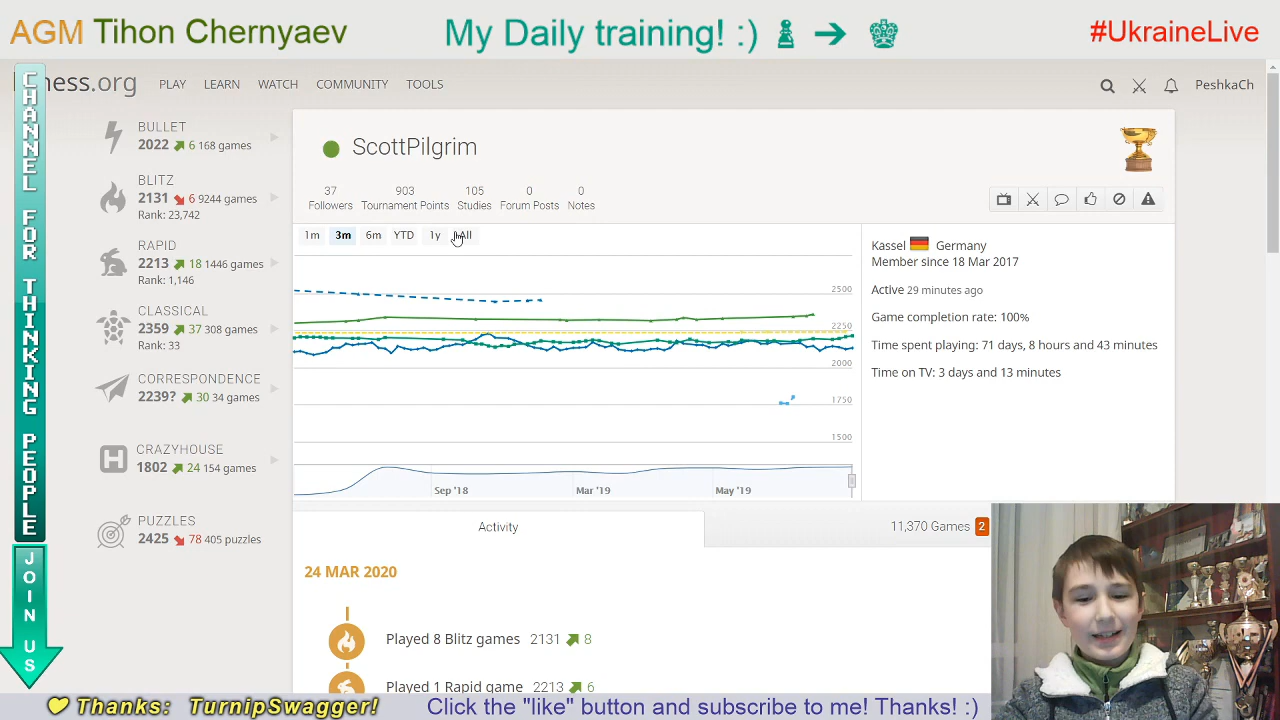 AGM Tihon Chernyaev
My Daily training! :)
#UkraineLive
CHANNEL FOR THINKING PEOPLE
JOIN US
hess.org
PLAY
LEARN
WATCH
COMMUNITY
TOOLS
PeshkaCh
BULLET
2022 6 168 games
BLITZ
2131 6 9244 games
Rank: 23,742
RAPID
2213 18 1446 games
Rank: 1,146
CLASSICAL
2359 37 308 games
Rank: 33
CORRESPONDENCE
2239? 30 34 games
CRAZYHOUSE
1802 24 154 games
PUZZLES
2425 78 405 puzzles
ScottPilgrim
37 903 105 0 0
Followers Tournament Points Studies Forum Posts Notes
1m 3m 6m YTD 1y All
2500
2250
2000
1750
1500
Sep '18 Mar '19 May '19
Kassel Germany
Member since 18 Mar 2017
Active 29 minutes ago
Game completion rate: 100%
Time spent playing: 71 days, 8 hours and 43 minutes
Time on TV: 3 days and 13 minutes
Activity
11,370 Games 2
24 MAR 2020
Played 8 Blitz games 2131 8
Played 1 Rapid game 2213 6
Thanks: TurnipSwagger!
Click the "like" button and subscribe to me! Thanks! :)